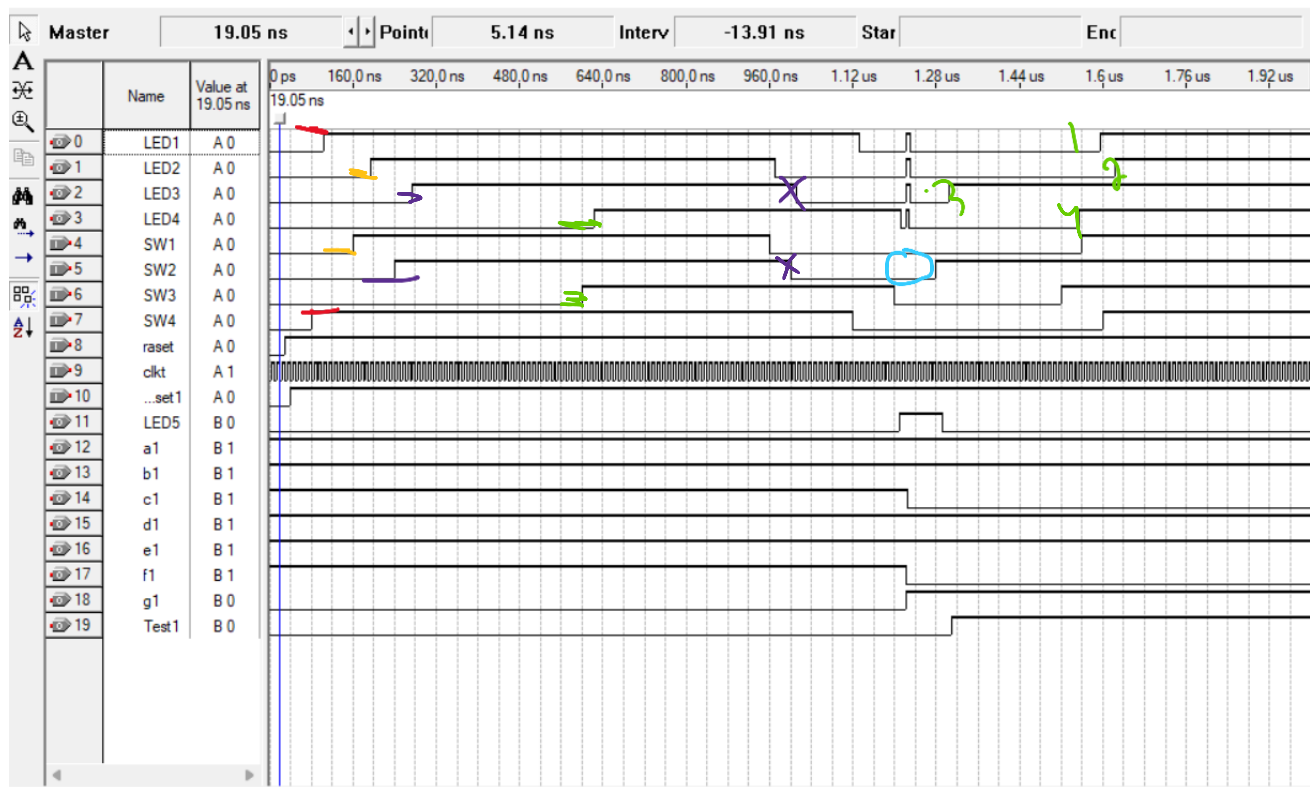 Master 19.05 ns Pointe 5.14 ns Interv -13.91 ns Star Enc
A
Name Value at 19.05 ns 0 ps 160.0 ns 320.0 ns 480.0 ns 640.0 ns 800.0 ns 960.0 ns 1.12 us 1.28 us 1.44 us 1.6 us 1.76 us 1.92 us
19.05 ns
0 LED1 A 0 1
1 LED2 A 0 2
2 LED3 A 0 X 3
3 LED4 A 0 4
4 SW1 A 0
5 SW2 A 0 X
6 SW3 A 0
7 SW4 A 0
8 raset A 0
9 clkt A 1
10 ...set1 A 0
11 LED5 B 0
12 a1 B 1
13 b1 B 1
14 c1 B 1
15 d1 B 1
16 e1 B 1
17 f1 B 1
18 g1 B 0
19 Test1 B 0